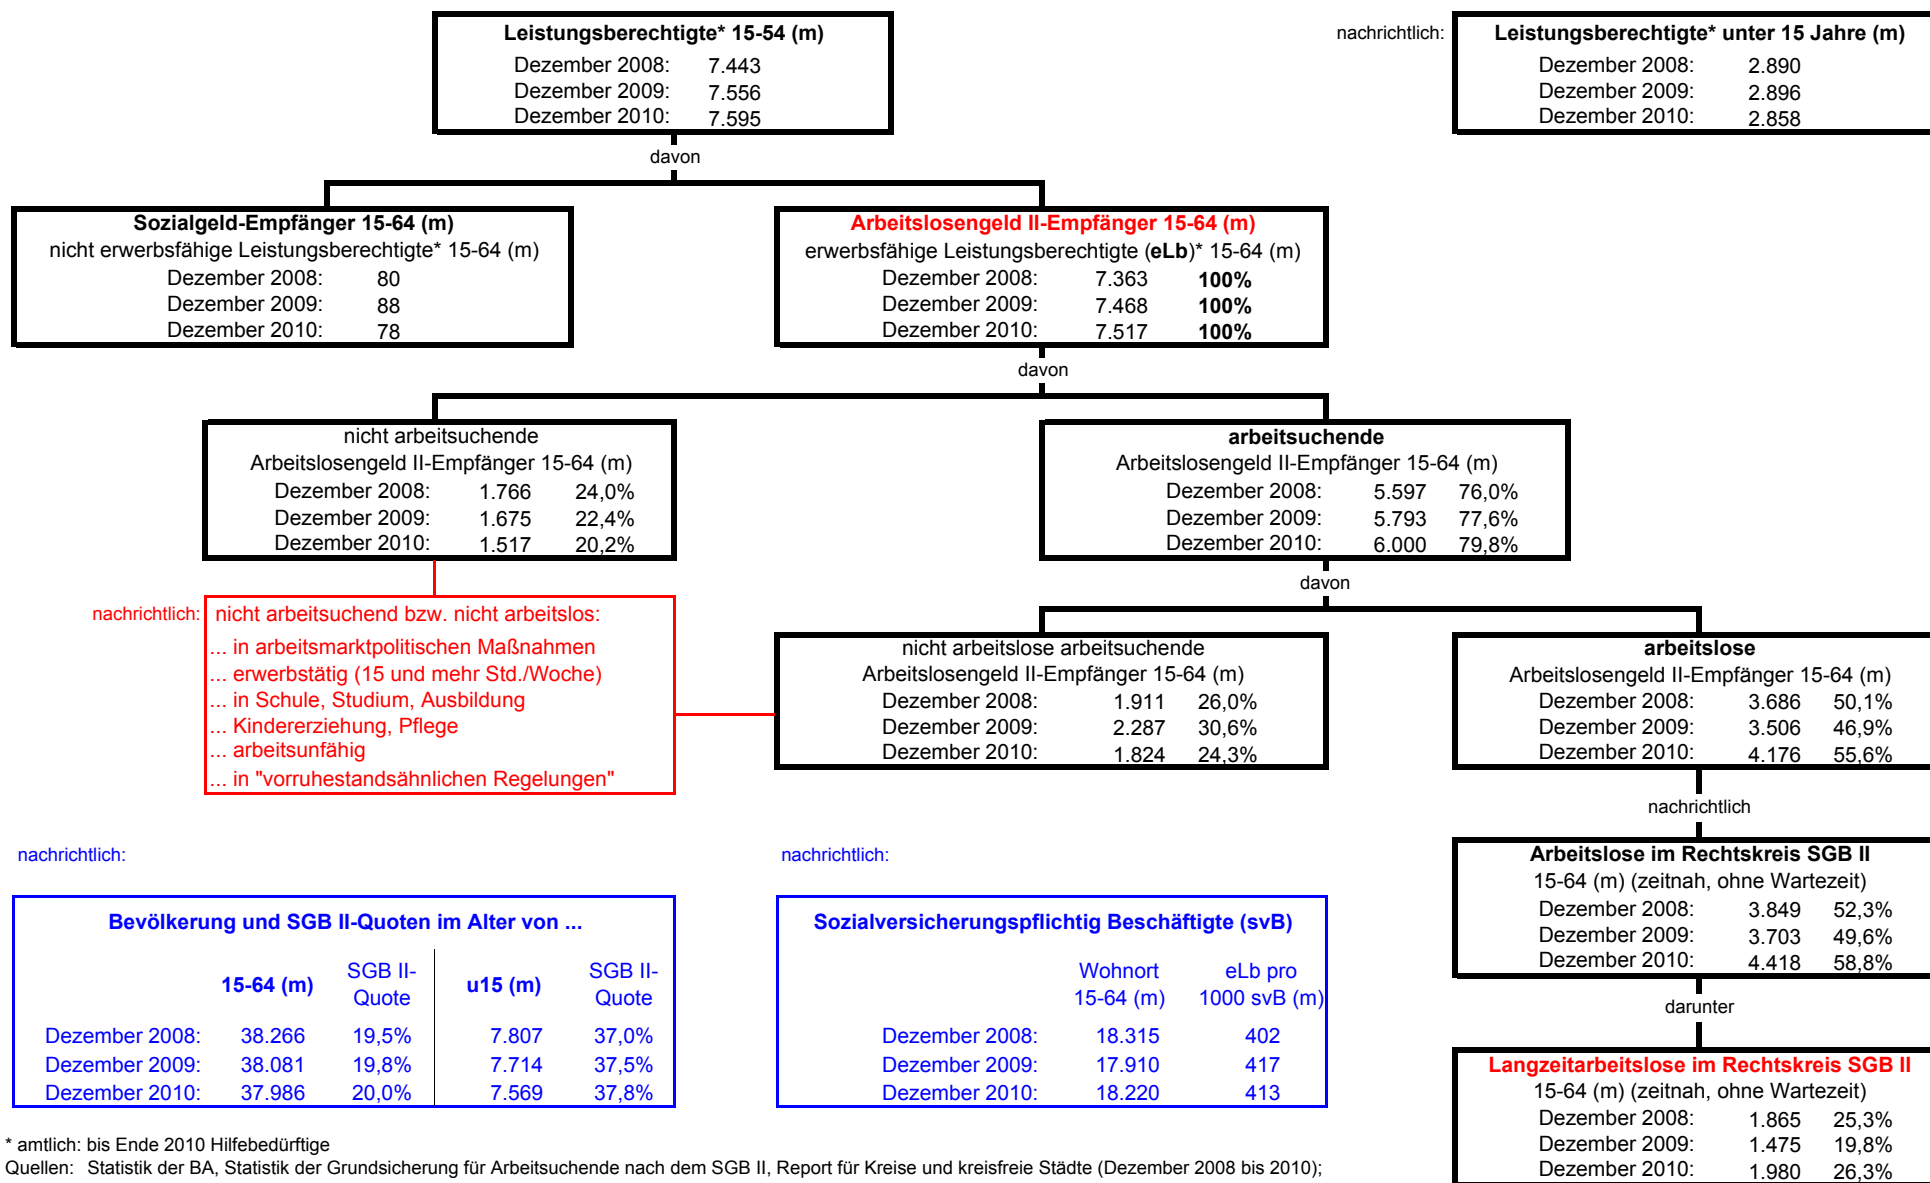 Leistungsberechtigte* 15-54 (m)
Dezember 2008: 7.443
Dezember 2009: 7.556
Dezember 2010: 7.595
nachrichtlich:
Leistungsberechtigte* unter 15 Jahre (m)
Dezember 2008: 2.890
Dezember 2009: 2.896
Dezember 2010: 2.858
davon
Sozialgeld-Empfänger 15-64 (m)
nicht erwerbsfähige Leistungsberechtigte* 15-64 (m)
Dezember 2008: 80
Dezember 2009: 88
Dezember 2010: 78
Arbeitslosengeld II-Empfänger 15-64 (m)
erwerbsfähige Leistungsberechtigte (eLb)* 15-64 (m)
Dezember 2008: 7.363 100%
Dezember 2009: 7.468 100%
Dezember 2010: 7.517 100%
davon
nicht arbeitsuchende
Arbeitslosengeld II-Empfänger 15-64 (m)
Dezember 2008: 1.766 24,0%
Dezember 2009: 1.675 22,4%
Dezember 2010: 1.517 20,2%
arbeitsuchende
Arbeitslosengeld II-Empfänger 15-64 (m)
Dezember 2008: 5.597 76,0%
Dezember 2009: 5.793 77,6%
Dezember 2010: 6.000 79,8%
davon
nachrichtlich:
nicht arbeitsuchend bzw. nicht arbeitslos:
... in arbeitsmarktpolitischen Maßnahmen
... erwerbstätig (15 und mehr Std./Woche)
... in Schule, Studium, Ausbildung
... Kindererziehung, Pflege
... arbeitsunfähig
... in "vorruhestandsähnlichen Regelungen"
nicht arbeitslose arbeitsuchende
Arbeitslosengeld II-Empfänger 15-64 (m)
Dezember 2008: 1.911 26,0%
Dezember 2009: 2.287 30,6%
Dezember 2010: 1.824 24,3%
arbeitslose
Arbeitslosengeld II-Empfänger 15-64 (m)
Dezember 2008: 3.686 50,1%
Dezember 2009: 3.506 46,9%
Dezember 2010: 4.176 55,6%
nachrichtlich
Arbeitslose im Rechtskreis SGB II
15-64 (m) (zeitnah, ohne Wartezeit)
Dezember 2008: 3.849 52,3%
Dezember 2009: 3.703 49,6%
Dezember 2010: 4.418 58,8%
darunter
Langzeitarbeitslose im Rechtskreis SGB II
15-64 (m) (zeitnah, ohne Wartezeit)
Dezember 2008: 1.865 25,3%
Dezember 2009: 1.475 19,8%
Dezember 2010: 1.980 26,3%
nachrichtlich:
Bevölkerung und SGB II-Quoten im Alter von ...
15-64 (m) SGB II-Quote u15 (m) SGB II-Quote
Dezember 2008: 38.266 19,5% 7.807 37,0%
Dezember 2009: 38.081 19,8% 7.714 37,5%
Dezember 2010: 37.986 20,0% 7.569 37,8%
nachrichtlich:
Sozialversicherungspflichtig Beschäftigte (svB)
Wohnort eLb pro
15-64 (m) 1000 svB (m)
Dezember 2008: 18.315 402
Dezember 2009: 17.910 417
Dezember 2010: 18.220 413
* amtlich: bis Ende 2010 Hilfebedürftige
Quellen: Statistik der BA, Statistik der Grundsicherung für Arbeitsuchende nach dem SGB II, Report für Kreise und kreisfreie Städte (Dezember 2008 bis 2010);